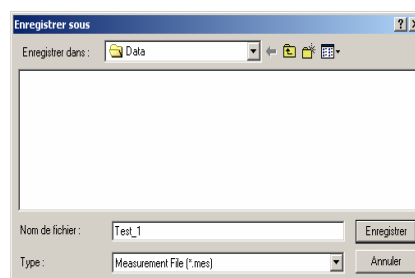 Enregistrer sous
Enregistrer dans :
Data
Nom de fichier :
Test_1
Enregistrer
Type :
Measurement File (*.mes)
Annuler